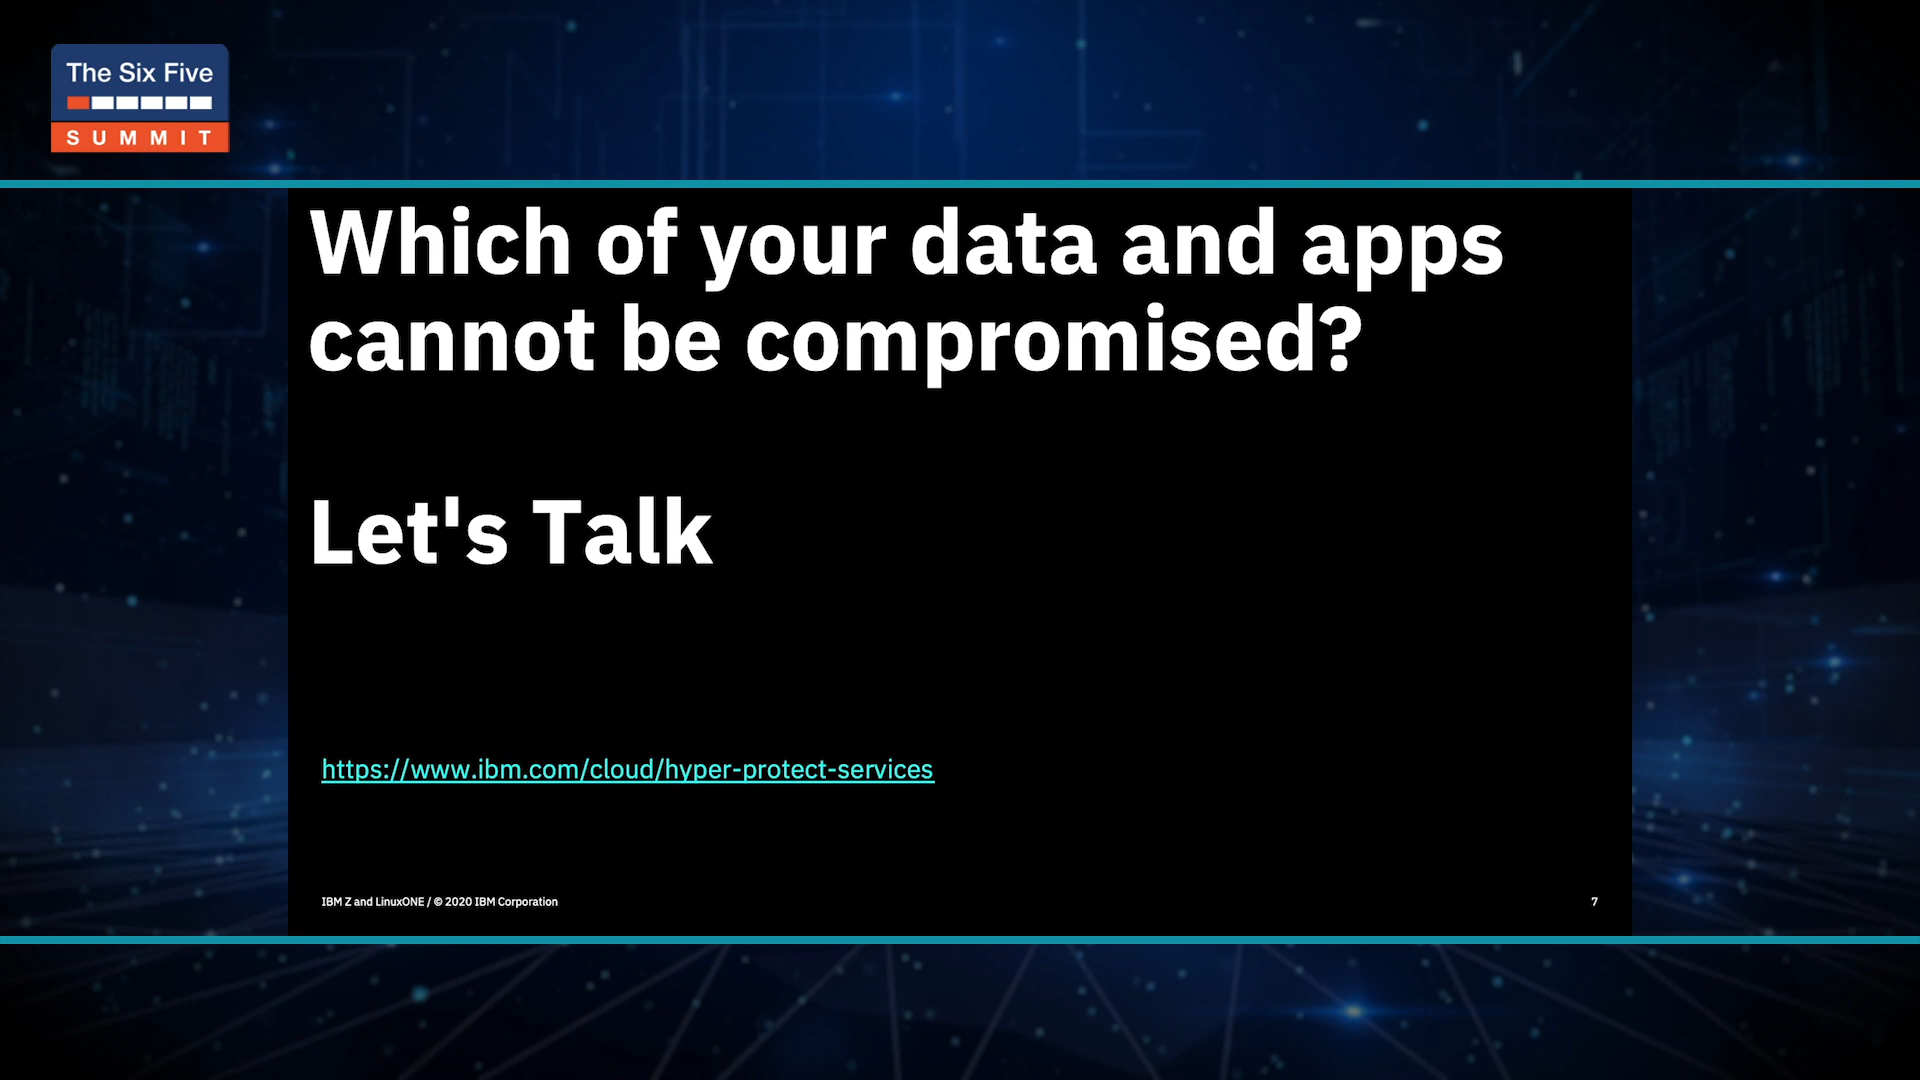 The Six Five
SUMMIT
Which of your data and apps
cannot be compromised?
Let's Talk
https://www.ibm.com/cloud/hyper-protect-services
IBM Z and LinuxONE / © 2020 IBM Corporation
7